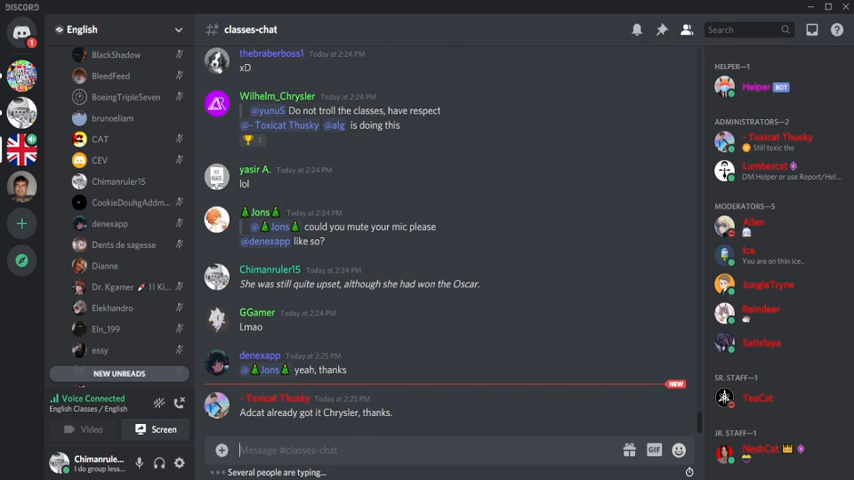 DISCORD
English
classes-chat
Search
1
BlackShadow
BleedFeed
BoeingTripleSeven
brunoeliam
CAT
CEV
Chimanruler15
CookieDouhgAddm...
denexapp
Dents de sagesse
Dianne
Dr. Kgamer 🚀 | I Ki...
Elekhandro
Eln_199
essy
NEW UNREADS
Voice Connected
English Classes / English
Video
Screen
Chimanrule...
I do group less...
thebraberboss1 Today at 2:24 PM
xD
Wilhelm_Chrysler Today at 2:24 PM
@yunuS Do not troll the classes, have respect
@- Toxicat Thusky @alg is doing this
🏆 1
yasir A. Today at 2:24 PM
lol
🎄Jons🎄 Today at 2:24 PM
@🎄Jons🎄 could you mute your mic please
@denexapp like so?
Chimanruler15 Today at 2:24 PM
She was still quite upset, although she had won the Oscar.
GGamer Today at 2:24 PM
Lmao
denexapp Today at 2:25 PM
@🎄Jons🎄 yeah, thanks
NEW
- Toxicat Thusky Today at 2:25 PM
Adcat already got it Chrysler, thanks.
Message #classes-chat
GIF
Several people are typing...
HELPER—1
Helper BOT
ADMINISTRATORS—2
- Toxicat Thusky
Still toxic tho
Lumbercat
DM Helper or use Report/Hel...
MODERATORS—5
Allen
Ice
You are on thin ice..
JungleTryne
Reindeer
Satisfaya
SR. STAFF—1
TeaCat
JR. STAFF—1
NeshCat